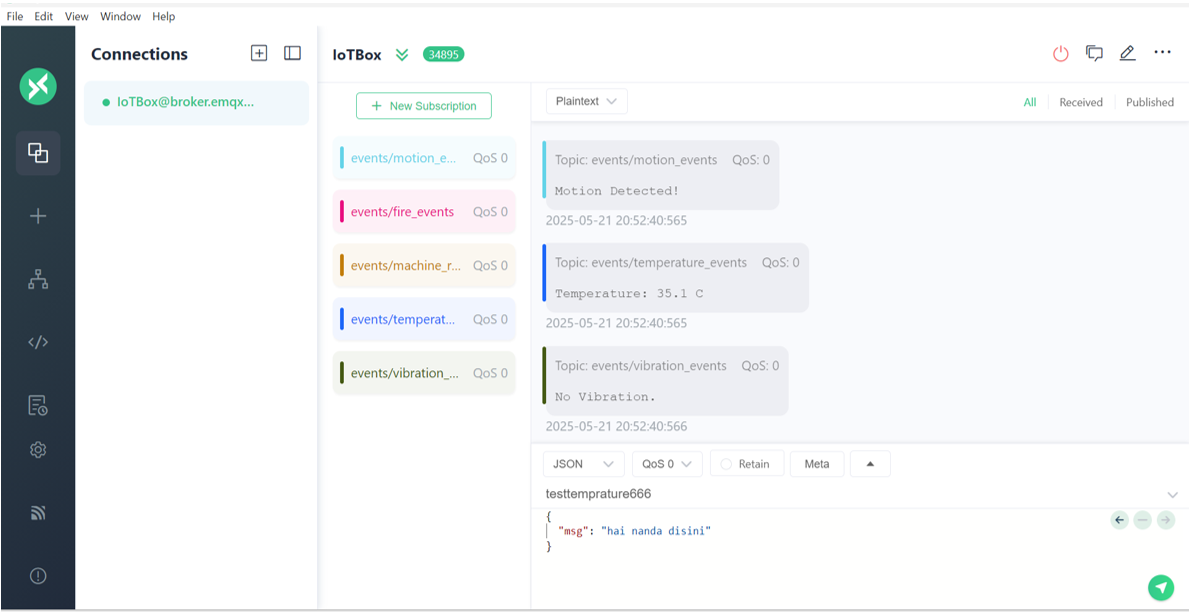 File Edit View Window Help
Connections
IoTBox@broker.emqx...
IoTBox 34895
+ New Subscription
events/motion_e... QoS 0
events/fire_events QoS 0
events/machine_r... QoS 0
events/temperat... QoS 0
events/vibration_... QoS 0
Plaintext
All Received Published
Topic: events/motion_events QoS: 0
Motion Detected!
2025-05-21 20:52:40:565
Topic: events/temperature_events QoS: 0
Temperature: 35.1 C
2025-05-21 20:52:40:565
Topic: events/vibration_events QoS: 0
No Vibration.
2025-05-21 20:52:40:566
JSON QoS 0 Retain Meta
testtemprature666
{
"msg": "hai nanda disini"
}